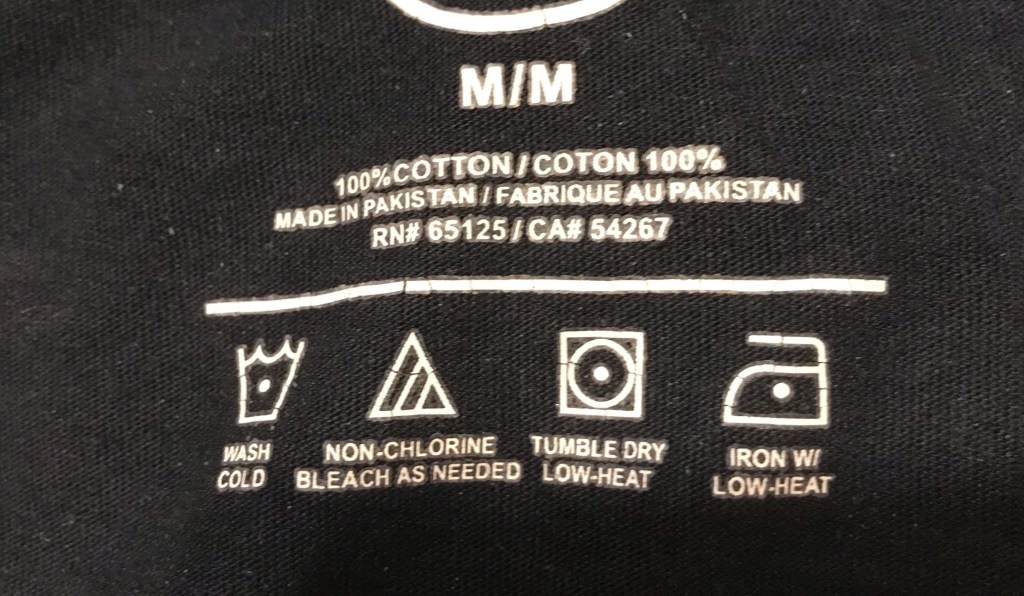 M/M
100% COTTON / COTON 100%
MADE IN PAKISTAN / FABRIQUE AU PAKISTAN
RN# 65125 / CA# 54267
WASH COLD
NON-CHLORINE BLEACH AS NEEDED
TUMBLE DRY LOW-HEAT
IRON W/ LOW-HEAT